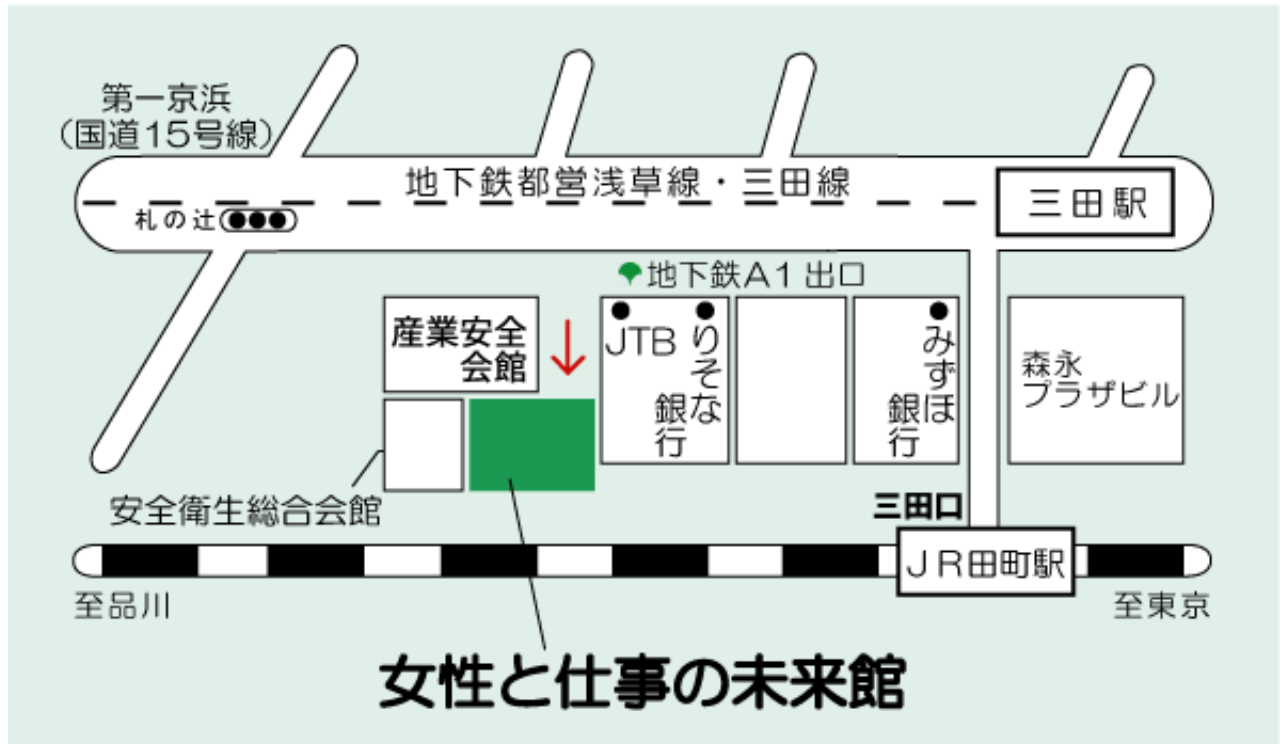 第一京浜
（国道15号線）
地下鉄都営浅草線・三田線
三田駅
札の辻
地下鉄A1出口
産業安全
会館
JTB
りそな
銀行
みずほ
銀行
森永
プラザビル
安全衛生総合会館
三田口
JR田町駅
至品川
至東京
女性と仕事の未来館